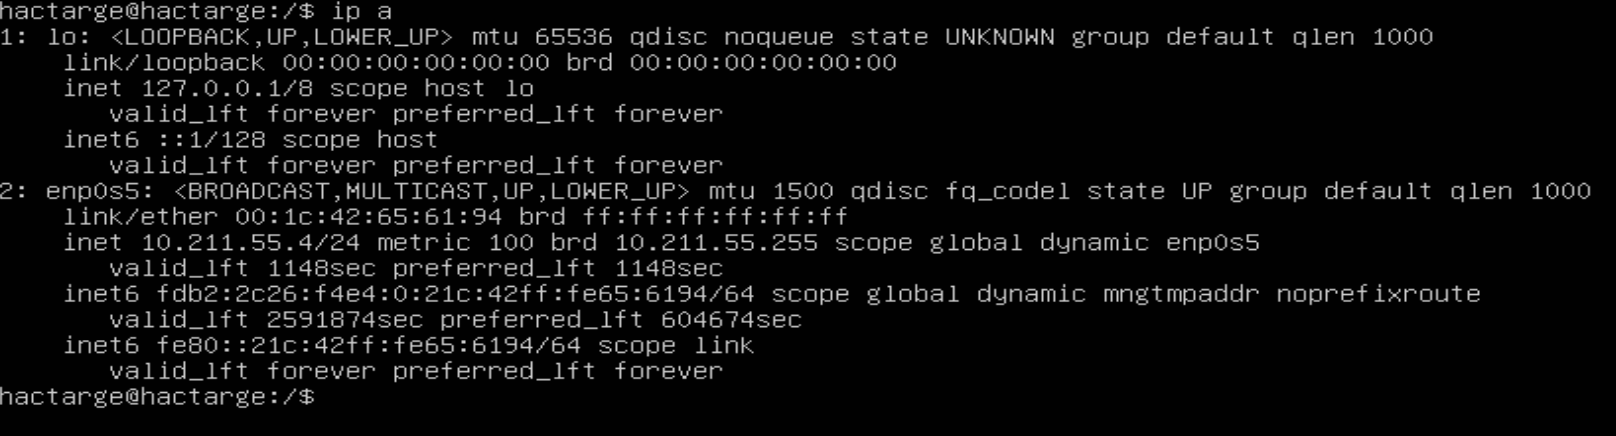 hactarge@hactarge:/$ ip a
1: lo: <LOOPBACK,UP,LOWER_UP> mtu 65536 qdisc noqueue state UNKNOWN group default qlen 1000
    link/loopback 00:00:00:00:00:00 brd 00:00:00:00:00:00
    inet 127.0.0.1/8 scope host lo
       valid_lft forever preferred_lft forever
    inet6 ::1/128 scope host
       valid_lft forever preferred_lft forever
2: enp0s5: <BROADCAST,MULTICAST,UP,LOWER_UP> mtu 1500 qdisc fq_codel state UP group default qlen 1000
    link/ether 00:1c:42:65:61:94 brd ff:ff:ff:ff:ff:ff
    inet 10.211.55.4/24 metric 100 brd 10.211.55.255 scope global dynamic enp0s5
       valid_lft 1148sec preferred_lft 1148sec
    inet6 fdb2:2c26:f4e4:0:21c:42ff:fe65:6194/64 scope global dynamic mngtmpaddr noprefixroute
       valid_lft 2591874sec preferred_lft 604674sec
    inet6 fe80::21c:42ff:fe65:6194/64 scope link
       valid_lft forever preferred_lft forever
hactarge@hactarge:/$